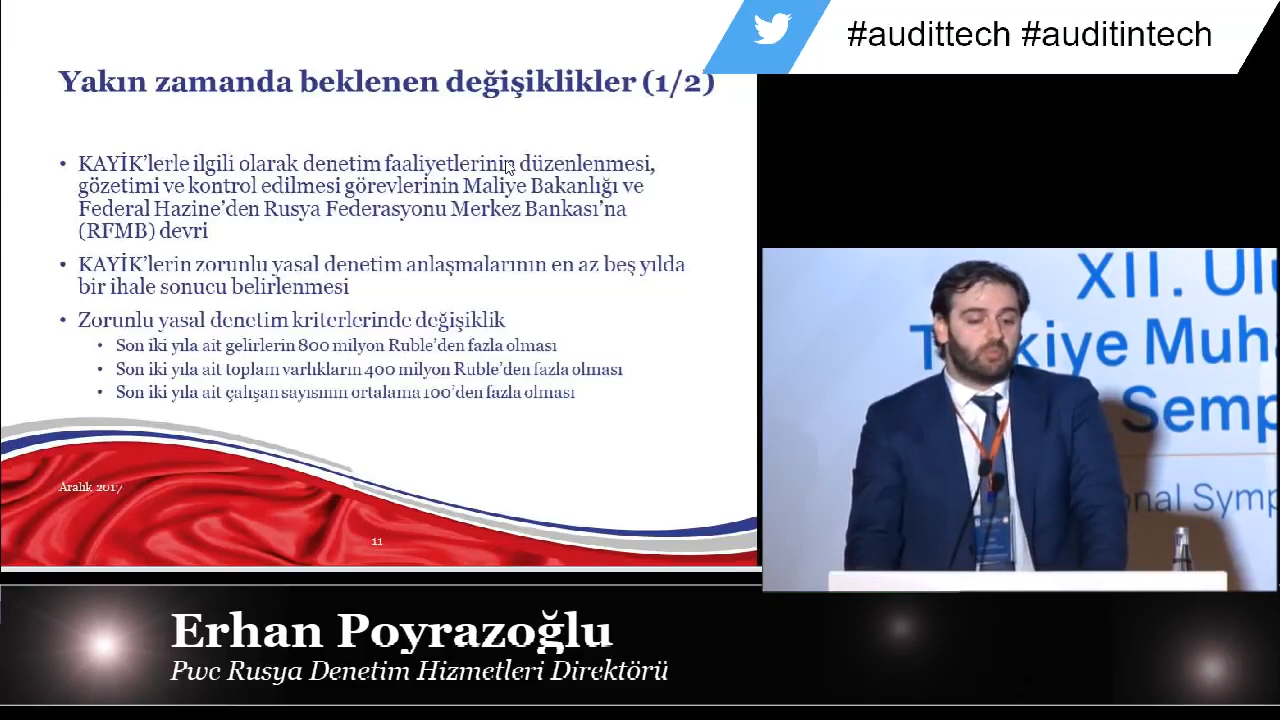 #audittech #auditintech
Yakın zamanda beklenen değişiklikler (1/2)
• KAYİK’lerle ilgili olarak denetim faaliyetlerinin düzenlenmesi,
gözetimi ve kontrol edilmesi görevlerinin Maliye Bakanlığı ve
Federal Hazine’den Rusya Federasyonu Merkez Bankası’na
(RFMB) devri
• KAYİK’lerin zorunlu yasal denetim anlaşmalarının en az beş yılda
bir ihale sonucu belirlenmesi
• Zorunlu yasal denetim kriterlerinde değişiklik
• Son iki yıla ait gelirlerin 800 milyon Ruble’den fazla olması
• Son iki yıla ait toplam varlıkların 400 milyon Ruble’den fazla olması
• Son iki yıla ait çalışan sayısının ortalama 100’den fazla olması
Aralık 2017
11
XII. Ulu
Türkiye Muha
Semp
onal Symp
Erhan Poyrazoğlu
Pwc Rusya Denetim Hizmetleri Direktörü